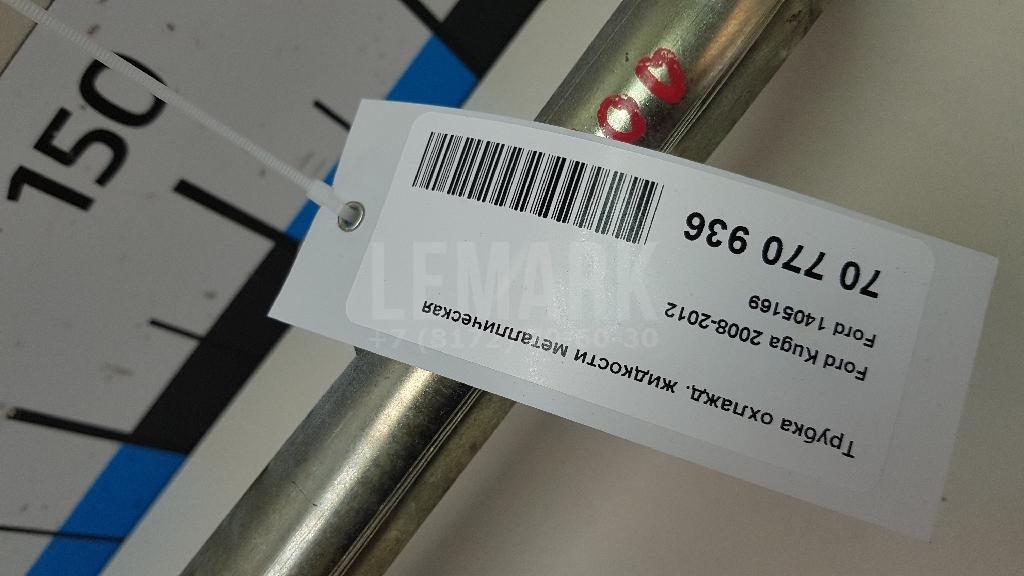 150
Трубка охлажд. жидкости металлическая
Ford Kuga 2008-2012
Ford 1405169
70 770 936
LEMARK